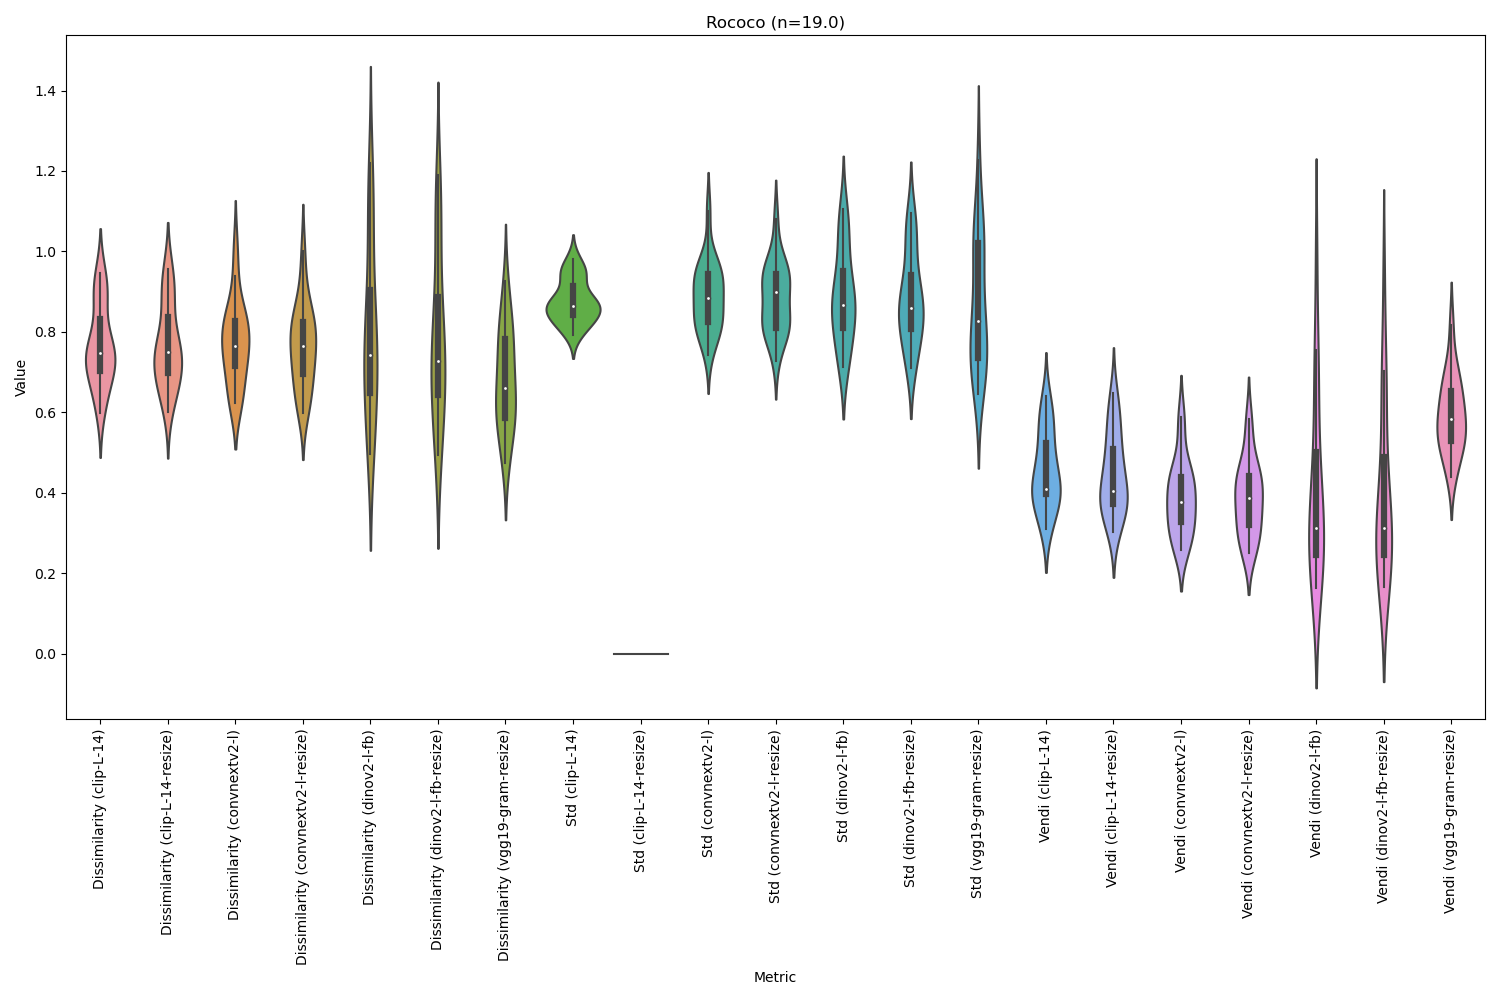 Rococo (n=19.0)
Value
1.4
1.2
1.0
0.8
0.6
0.4
0.2
0.0
Dissimilarity (clip-L-14)
Dissimilarity (clip-L-14-resize)
Dissimilarity (convnextv2-l)
Dissimilarity (convnextv2-l-resize)
Dissimilarity (dinov2-l-fb)
Dissimilarity (dinov2-l-fb-resize)
Dissimilarity (vgg19-gram-resize)
Std (clip-L-14)
Std (clip-L-14-resize)
Std (convnextv2-l)
Std (convnextv2-l-resize)
Std (dinov2-l-fb)
Std (dinov2-l-fb-resize)
Std (vgg19-gram-resize)
Vendi (clip-L-14)
Vendi (clip-L-14-resize)
Vendi (convnextv2-l)
Vendi (convnextv2-l-resize)
Vendi (dinov2-l-fb)
Vendi (dinov2-l-fb-resize)
Vendi (vgg19-gram-resize)
Metric